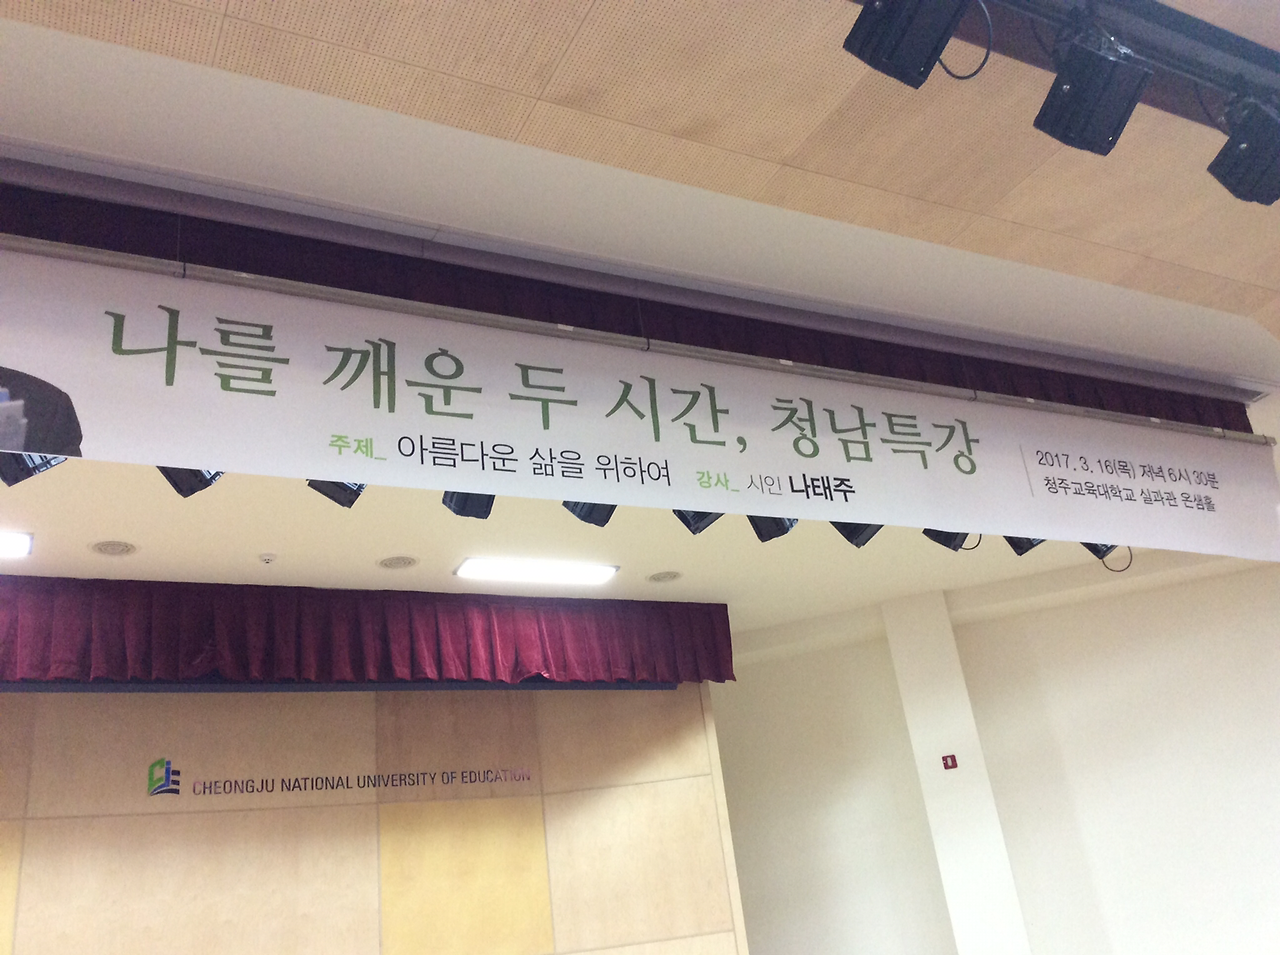 나를 깨운 두 시간, 청남특강
주제_ 아름다운 삶을 위하여 강사_ 시인 나태주
2017. 3. 16(목) 저녁 6시 30분
청주교육대학교 실과관 온샘홀
CHEONGJU NATIONAL UNIVERSITY OF EDUCATION